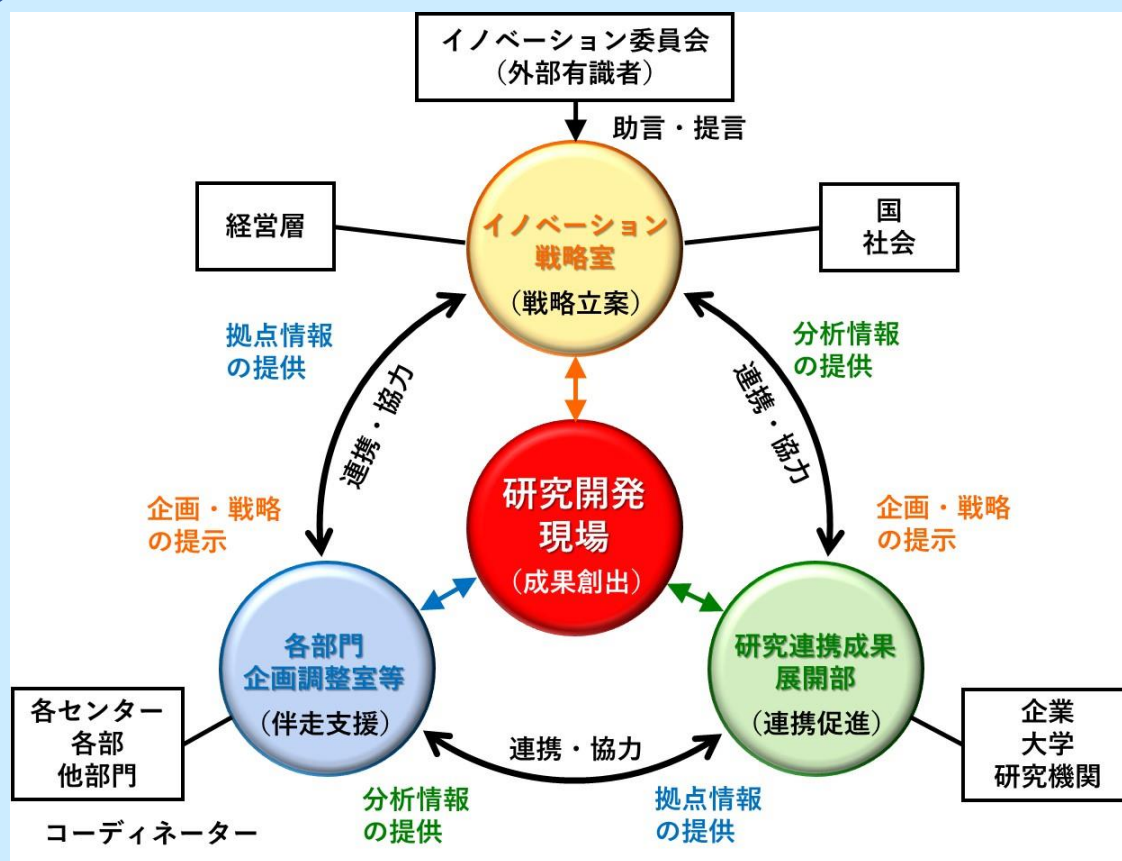 イノベーション委員会
（外部有識者）
助言・提言
経営層
イノベーション
戦略室
（戦略立案）
国
社会
拠点情報
の提供
分析情報
の提供
連携・協力
連携・協力
研究開発
現場
（成果創出）
企画・戦略
の提示
企画・戦略
の提示
各部門
企画調整室等
（伴走支援）
研究連携成果
展開部
（連携促進）
各センター
各部
他部門
企業
大学
研究機関
連携・協力
分析情報
の提供
拠点情報
の提供
コーディネーター